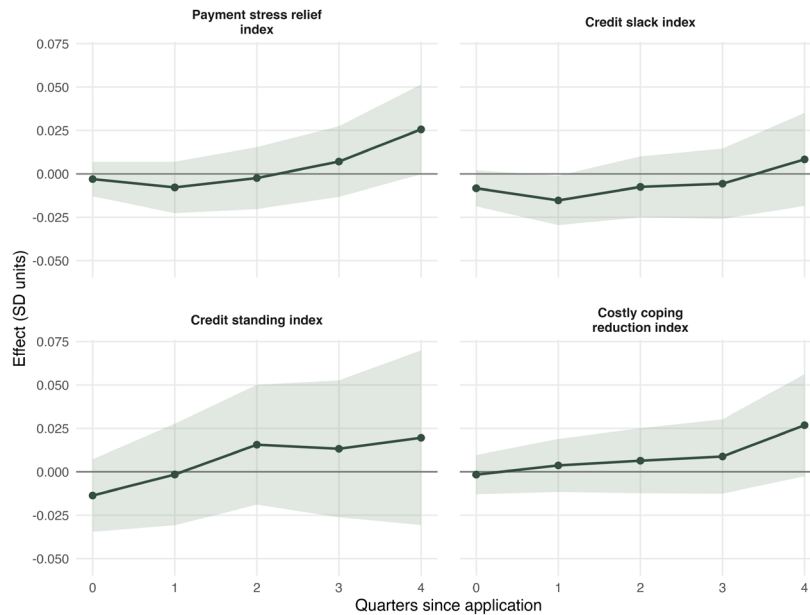 Payment stress relief
index
Credit slack index
0.075
0.050
0.025
0.000
-0.025
-0.050
Credit standing index
Costly coping
reduction index
0.075
0.050
0.025
0.000
-0.025
-0.050
Effect (SD units)
0 1 2 3 4
0 1 2 3 4
Quarters since application